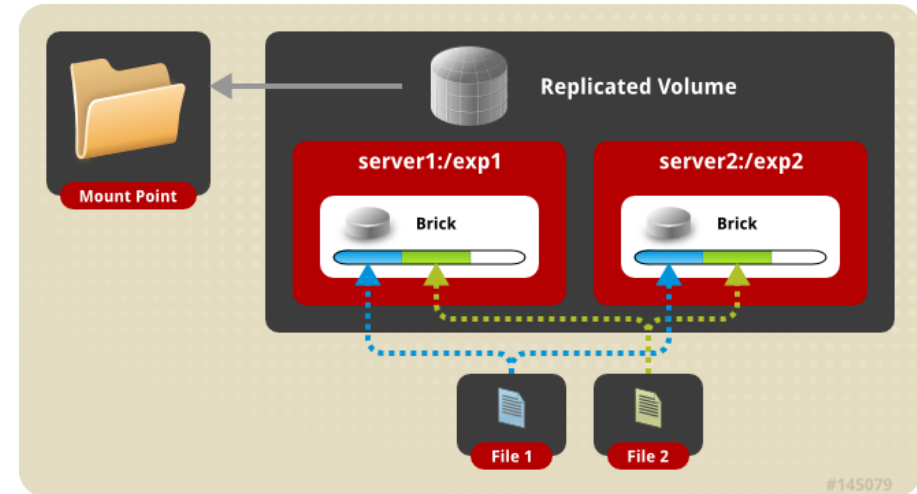 Replicated Volume
Mount Point
server1:/exp1
server2:/exp2
Brick
Brick
File 1
File 2
#145079